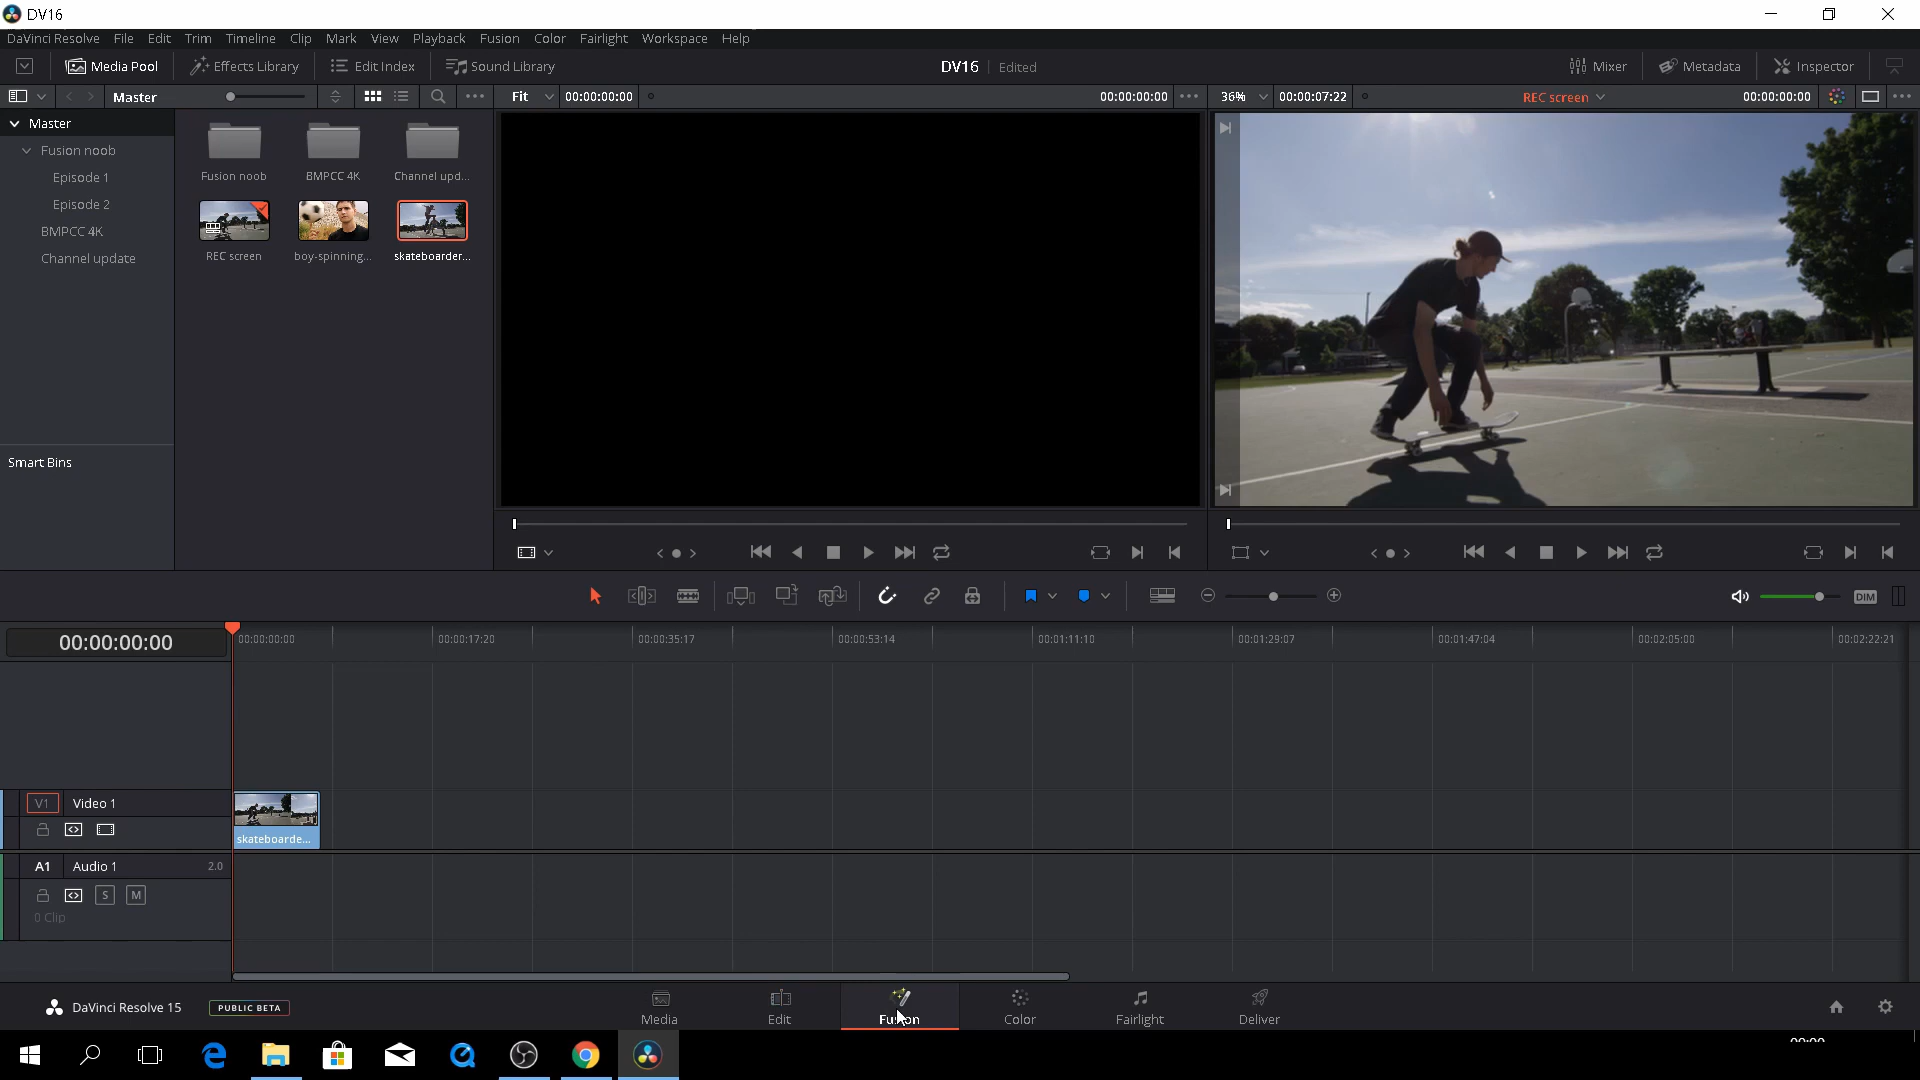 DV16
DaVinci Resolve File Edit Trim Timeline Clip Mark View Playback Fusion Color Fairlight Workspace Help
Media Pool Effects Library Edit Index Sound Library DV16 Edited Mixer Metadata Inspector
Master Fit 00:00:00:00 00:00:00:00 36% 00:00:07:22 REC screen 00:00:00:00
Master
Fusion noob
Episode 1
Episode 2
BMPCC 4K
Channel update
Smart Bins
Fusion noob BMPCC 4K Channel upd...
REC screen boy-spinning... skateboarder...
DIM
00:00:00:00 00:00:00:00 00:00:17:20 00:00:35:17 00:00:53:14 00:01:11:10 00:01:29:07 00:01:47:04 00:02:05:00 00:02:22:21
V1 Video 1
skateboarde...
A1 Audio 1 2.0
S M
0 Clip
DaVinci Resolve 15 PUBLIC BETA Media Edit Fusion Color Fairlight Deliver